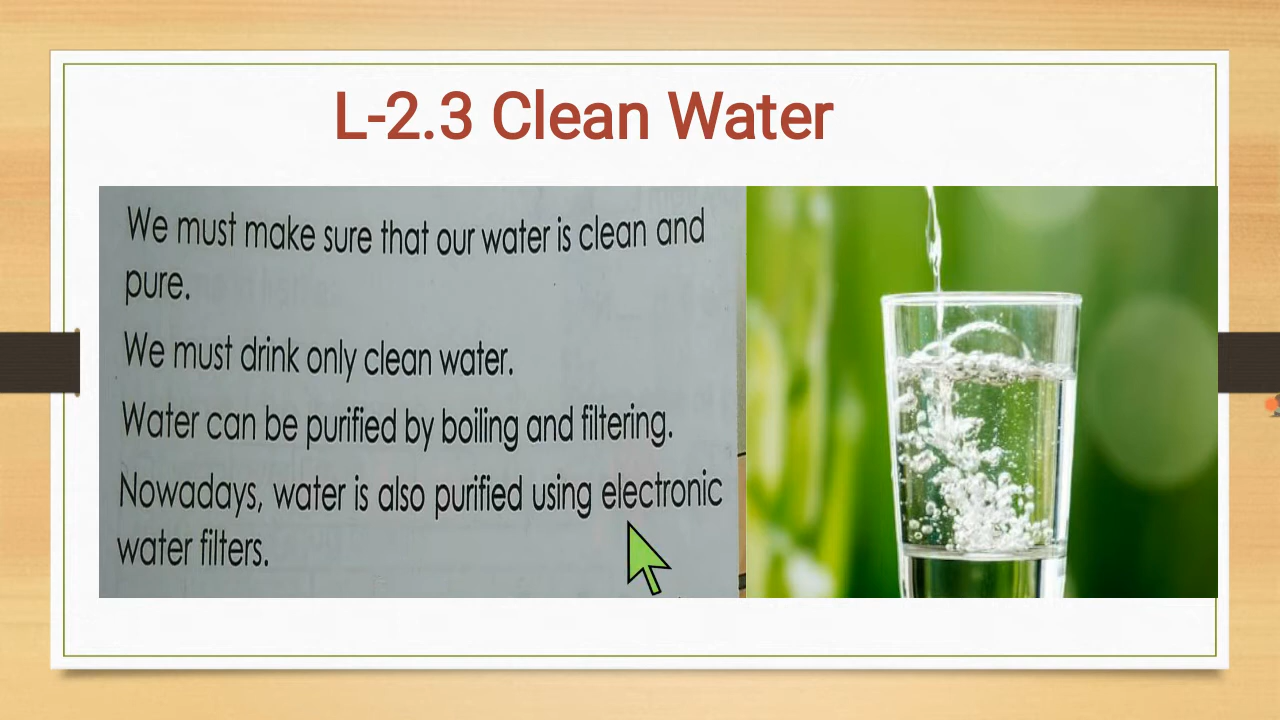 L-2.3 Clean Water
We must make sure that our water is clean and
pure.
We must drink only clean water.
Water can be purified by boiling and filtering.
Nowadays, water is also purified using electronic
water filters.